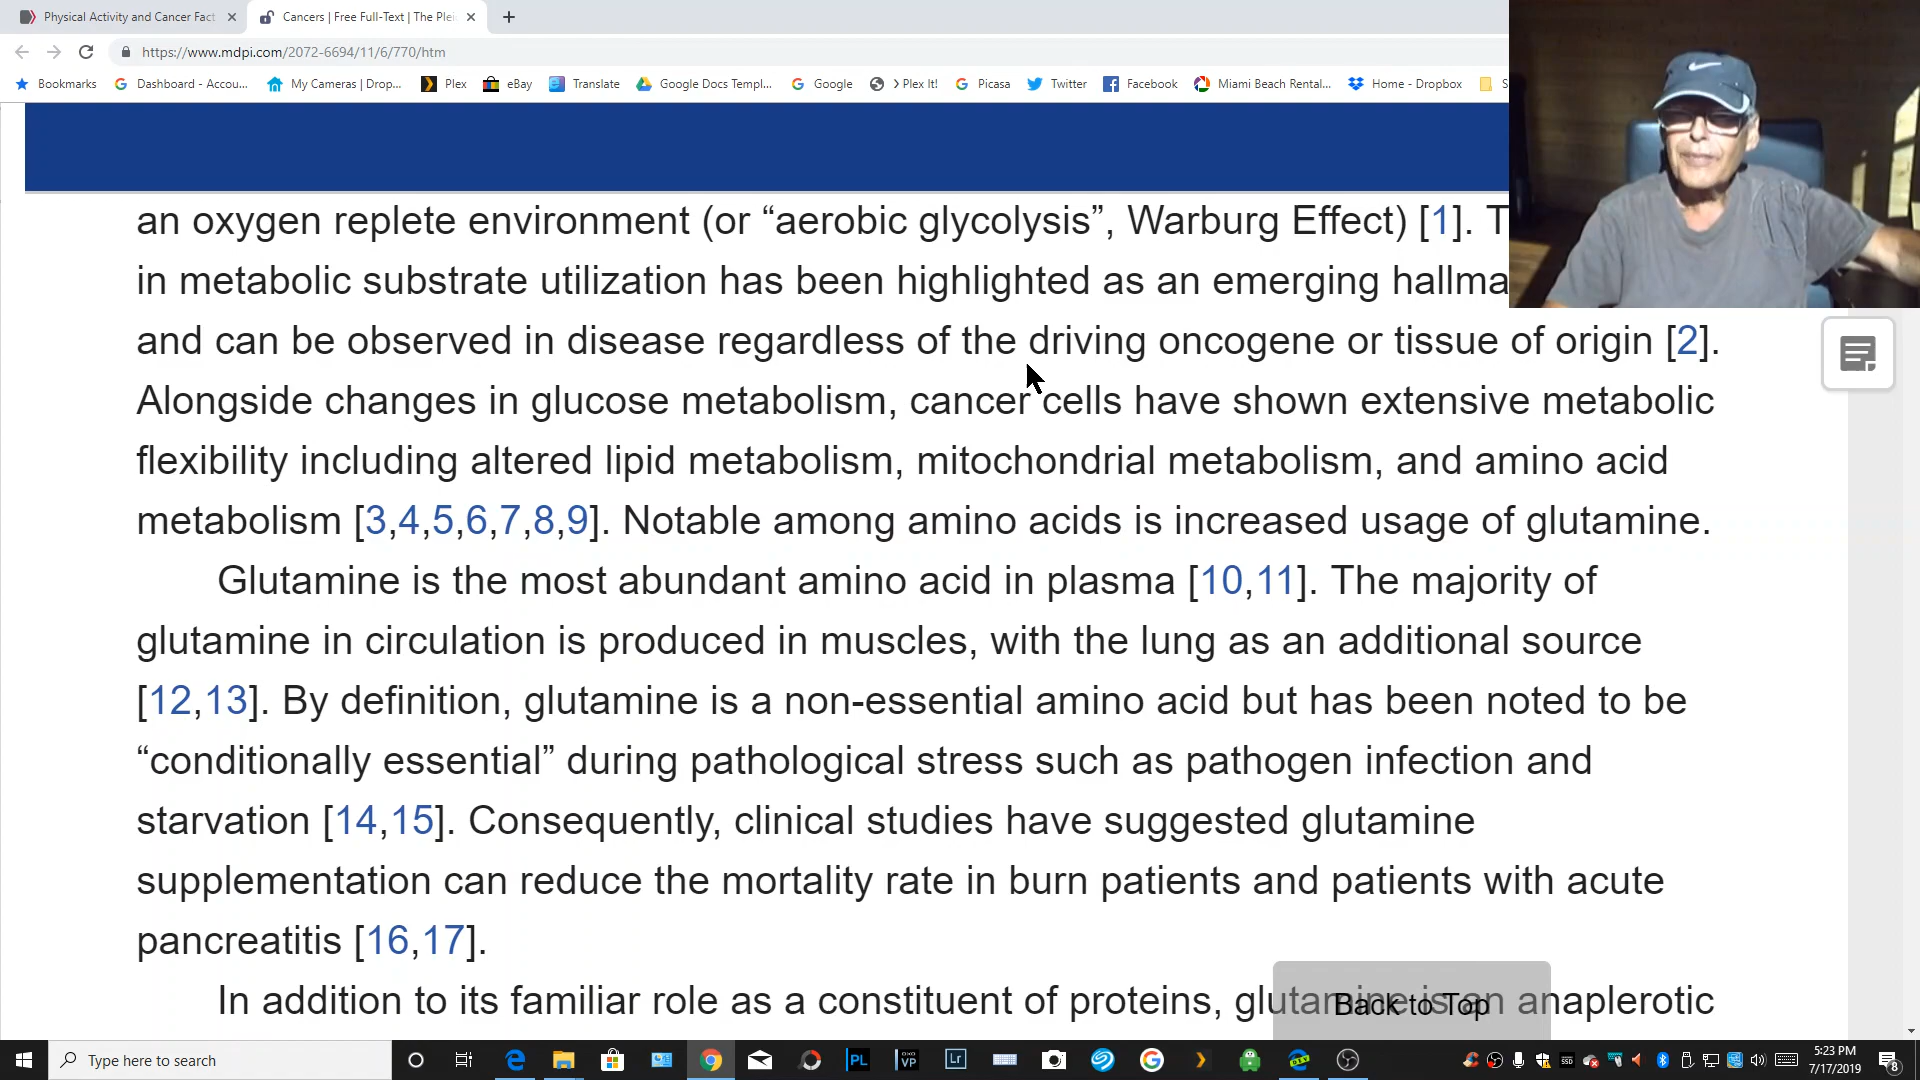 Physical Activity and Cancer Fact
Cancers | Free Full-Text | The Plei
https://www.mdpi.com/2072-6694/11/6/770/htm
Bookmarks
Dashboard - Accou...
My Cameras | Drop...
Plex
eBay
Translate
Google Docs Templ...
Google
> Plex It!
Picasa
Twitter
Facebook
Miami Beach Rental...
Home - Dropbox
S
an oxygen replete environment (or “aerobic glycolysis”, Warburg Effect) [1]. T
in metabolic substrate utilization has been highlighted as an emerging hallma
and can be observed in disease regardless of the driving oncogene or tissue of origin [2].
Alongside changes in glucose metabolism, cancer cells have shown extensive metabolic
flexibility including altered lipid metabolism, mitochondrial metabolism, and amino acid
metabolism [3,4,5,6,7,8,9]. Notable among amino acids is increased usage of glutamine.
Glutamine is the most abundant amino acid in plasma [10,11]. The majority of
glutamine in circulation is produced in muscles, with the lung as an additional source
[12,13]. By definition, glutamine is a non-essential amino acid but has been noted to be
“conditionally essential” during pathological stress such as pathogen infection and
starvation [14,15]. Consequently, clinical studies have suggested glutamine
supplementation can reduce the mortality rate in burn patients and patients with acute
pancreatitis [16,17].
In addition to its familiar role as a constituent of proteins, glutamine is an anaplerotic
Back to Top
Type here to search
PL
VP
Lr
5:23 PM
7/17/2019
8